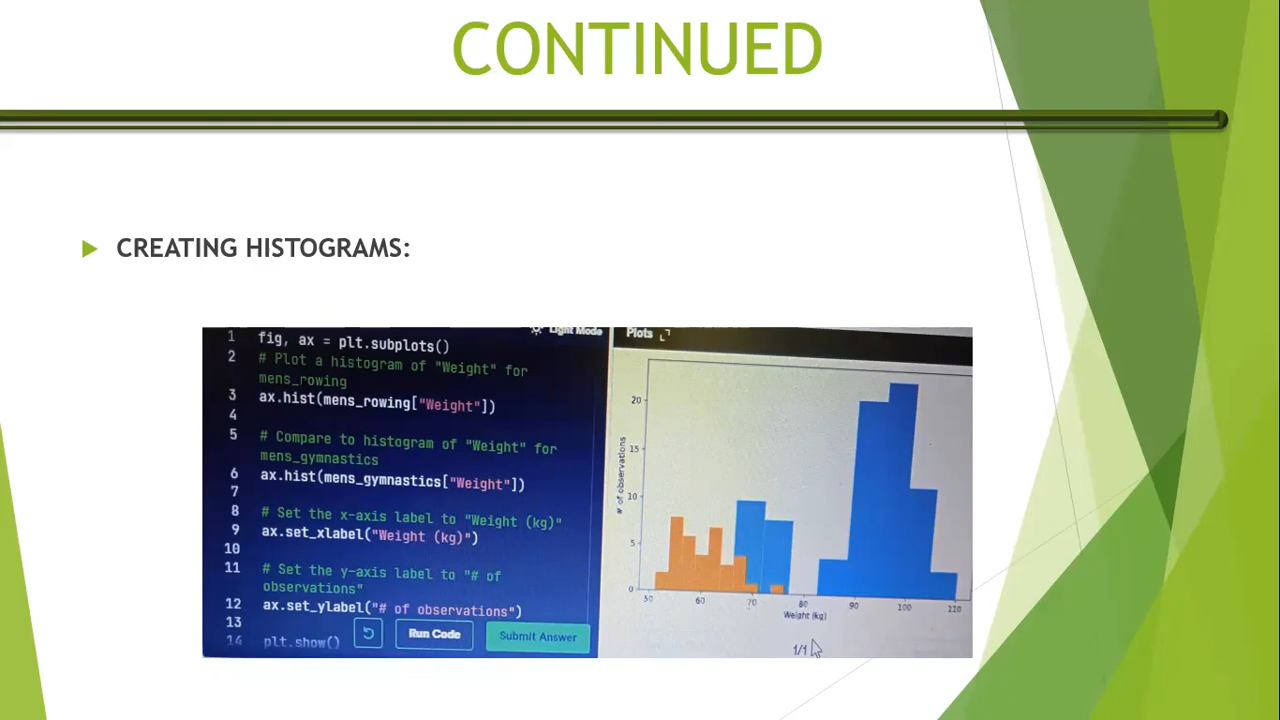 CONTINUED
CREATING HISTOGRAMS:
Light Mode
1 fig, ax = plt.subplots()
2 # Plot a histogram of "Weight" for
mens_rowing
3 ax.hist(mens_rowing["Weight"])
4
5 # Compare to histogram of "Weight" for
mens_gymnastics
6 ax.hist(mens_gymnastics["Weight"])
7
8 # Set the x-axis label to "Weight (kg)"
9 ax.set_xlabel("Weight (kg)")
10
11 # Set the y-axis label to "# of
observations"
12 ax.set_ylabel("# of observations")
13
14 plt.show()
Run Code
Submit Answer
Plots
# of observations
20
15
10
5
0
50 60 70 80 90 100 110
Weight (kg)
1/1